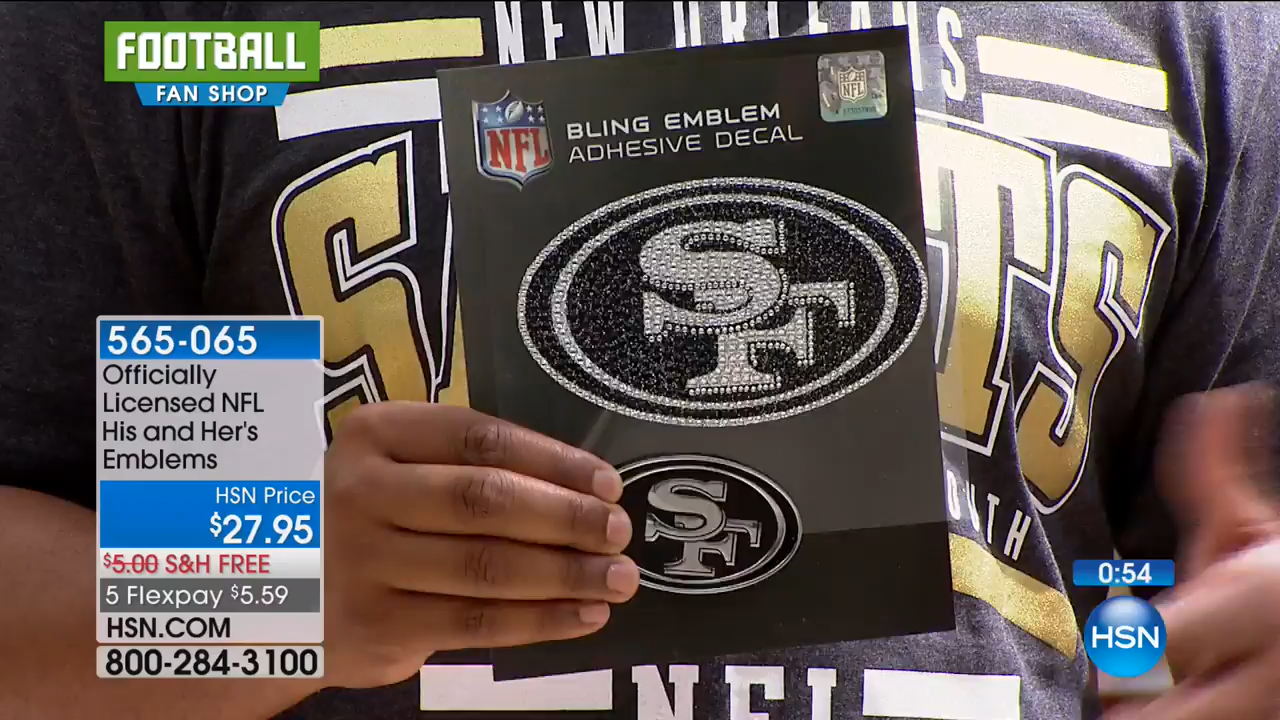 FOOTBALL
FAN SHOP
NEW ORLEANS
NFL
BLING EMBLEM
ADHESIVE DECAL
NFL
SF
SF
NFL
565-065
Officially
Licensed NFL
His and Her's
Emblems
HSN Price
$27.95
$5.00 S&H FREE
5 Flexpay $5.59
HSN.COM
800-284-3100
0:54
HSN